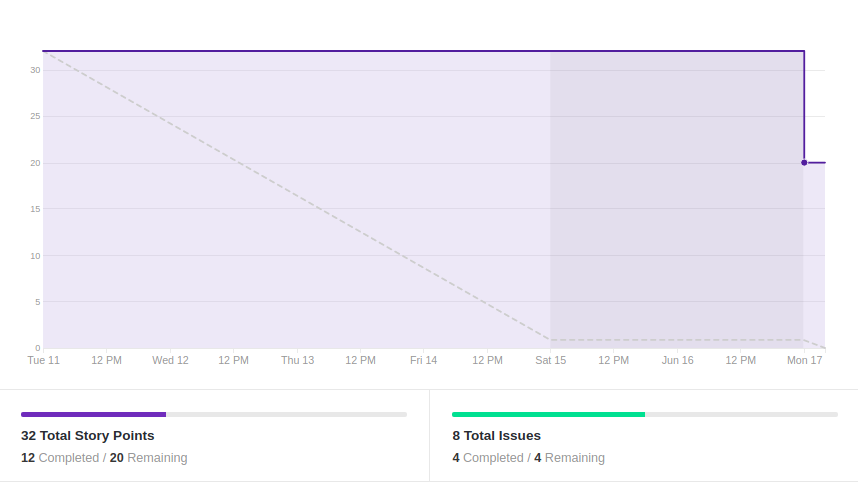 30
25
20
15
10
5
0
Tue 11 12 PM Wed 12 12 PM Thu 13 12 PM Fri 14 12 PM Sat 15 12 PM Jun 16 12 PM Mon 17
32 Total Story Points
12 Completed / 20 Remaining
8 Total Issues
4 Completed / 4 Remaining